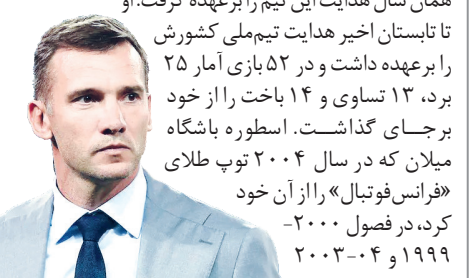 همان سال هدایت این تیم را برعهده گرفت. او
تا تابستان اخیر هدایت تیم‌ملی کشورش
را برعهده داشت و در ۵۲ بازی آمار ۲۵
برد، ۱۳ تساوی و ۱۴ باخت را از خود
برجــای گذاشــت. اسطوره باشگاه
میلان که در سال ۲۰۰۴ توپ طلای
«فرانس‌فوتبال» را از آن خود
کرد، در فصول ۲۰۰۰-
۱۹۹۹ و ۰۴-۲۰۰۳